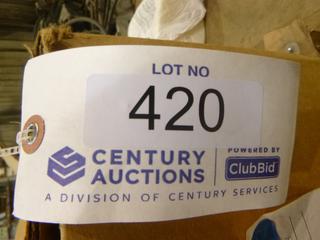 LOT NO
420
CENTURY
AUCTIONS
POWERED BY
ClubBid
A DIVISION OF CENTURY SERVICES